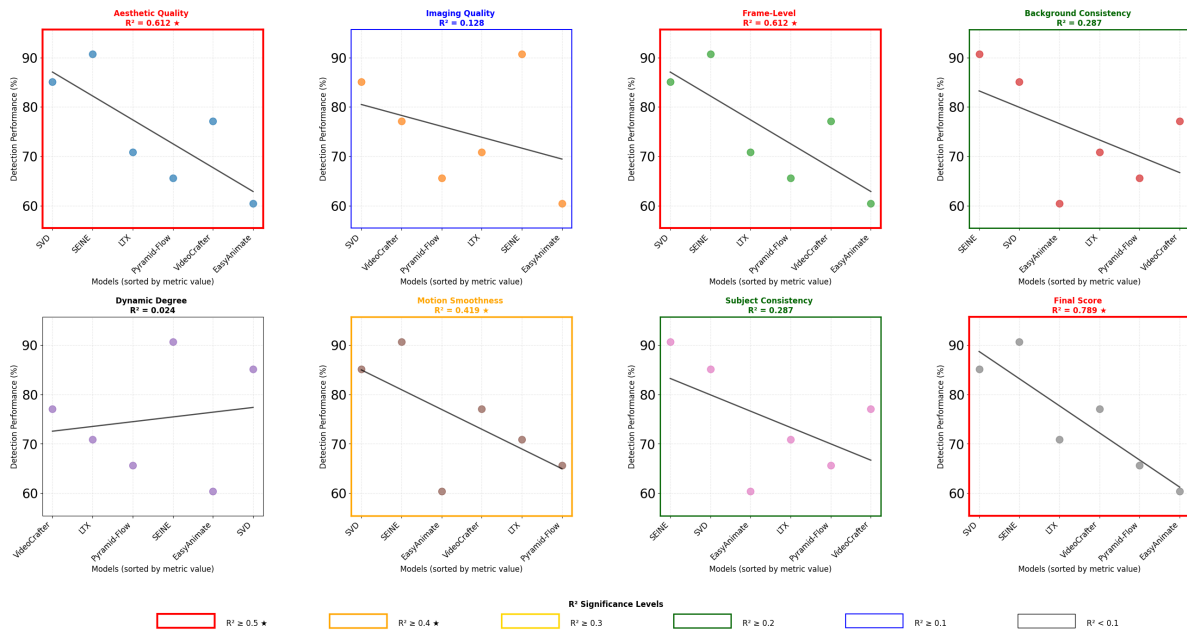 Aesthetic Quality
R² = 0.612 ★
90
80
70
60
Detection Performance (%)
SVD
SEINE
LTX
Pyramid-Flow
VideoCrafter
EasyAnimate
Models (sorted by metric value)
Imaging Quality
R² = 0.128
90
80
70
60
Detection Performance (%)
SVD
VideoCrafter
Pyramid-Flow
LTX
SEINE
EasyAnimate
Models (sorted by metric value)
Frame-Level
R² = 0.612 ★
90
80
70
60
Detection Performance (%)
SVD
SEINE
LTX
Pyramid-Flow
VideoCrafter
EasyAnimate
Models (sorted by metric value)
Background Consistency
R² = 0.287
90
80
70
60
Detection Performance (%)
SEINE
SVD
EasyAnimate
LTX
Pyramid-Flow
VideoCrafter
Models (sorted by metric value)
Dynamic Degree
R² = 0.024
90
80
70
60
Detection Performance (%)
VideoCrafter
LTX
Pyramid-Flow
SEINE
EasyAnimate
SVD
Models (sorted by metric value)
Motion Smoothness
R² = 0.419 ★
90
80
70
60
Detection Performance (%)
SVD
SEINE
EasyAnimate
VideoCrafter
LTX
Pyramid-Flow
Models (sorted by metric value)
Subject Consistency
R² = 0.287
90
80
70
60
Detection Performance (%)
SEINE
SVD
EasyAnimate
LTX
Pyramid-Flow
VideoCrafter
Models (sorted by metric value)
Final Score
R² = 0.789 ★
90
80
70
60
Detection Performance (%)
SVD
SEINE
LTX
VideoCrafter
Pyramid-Flow
EasyAnimate
Models (sorted by metric value)
R² Significance Levels
R² ≥ 0.5 ★
R² ≥ 0.4 ★
R² ≥ 0.3
R² ≥ 0.2
R² ≥ 0.1
R² < 0.1